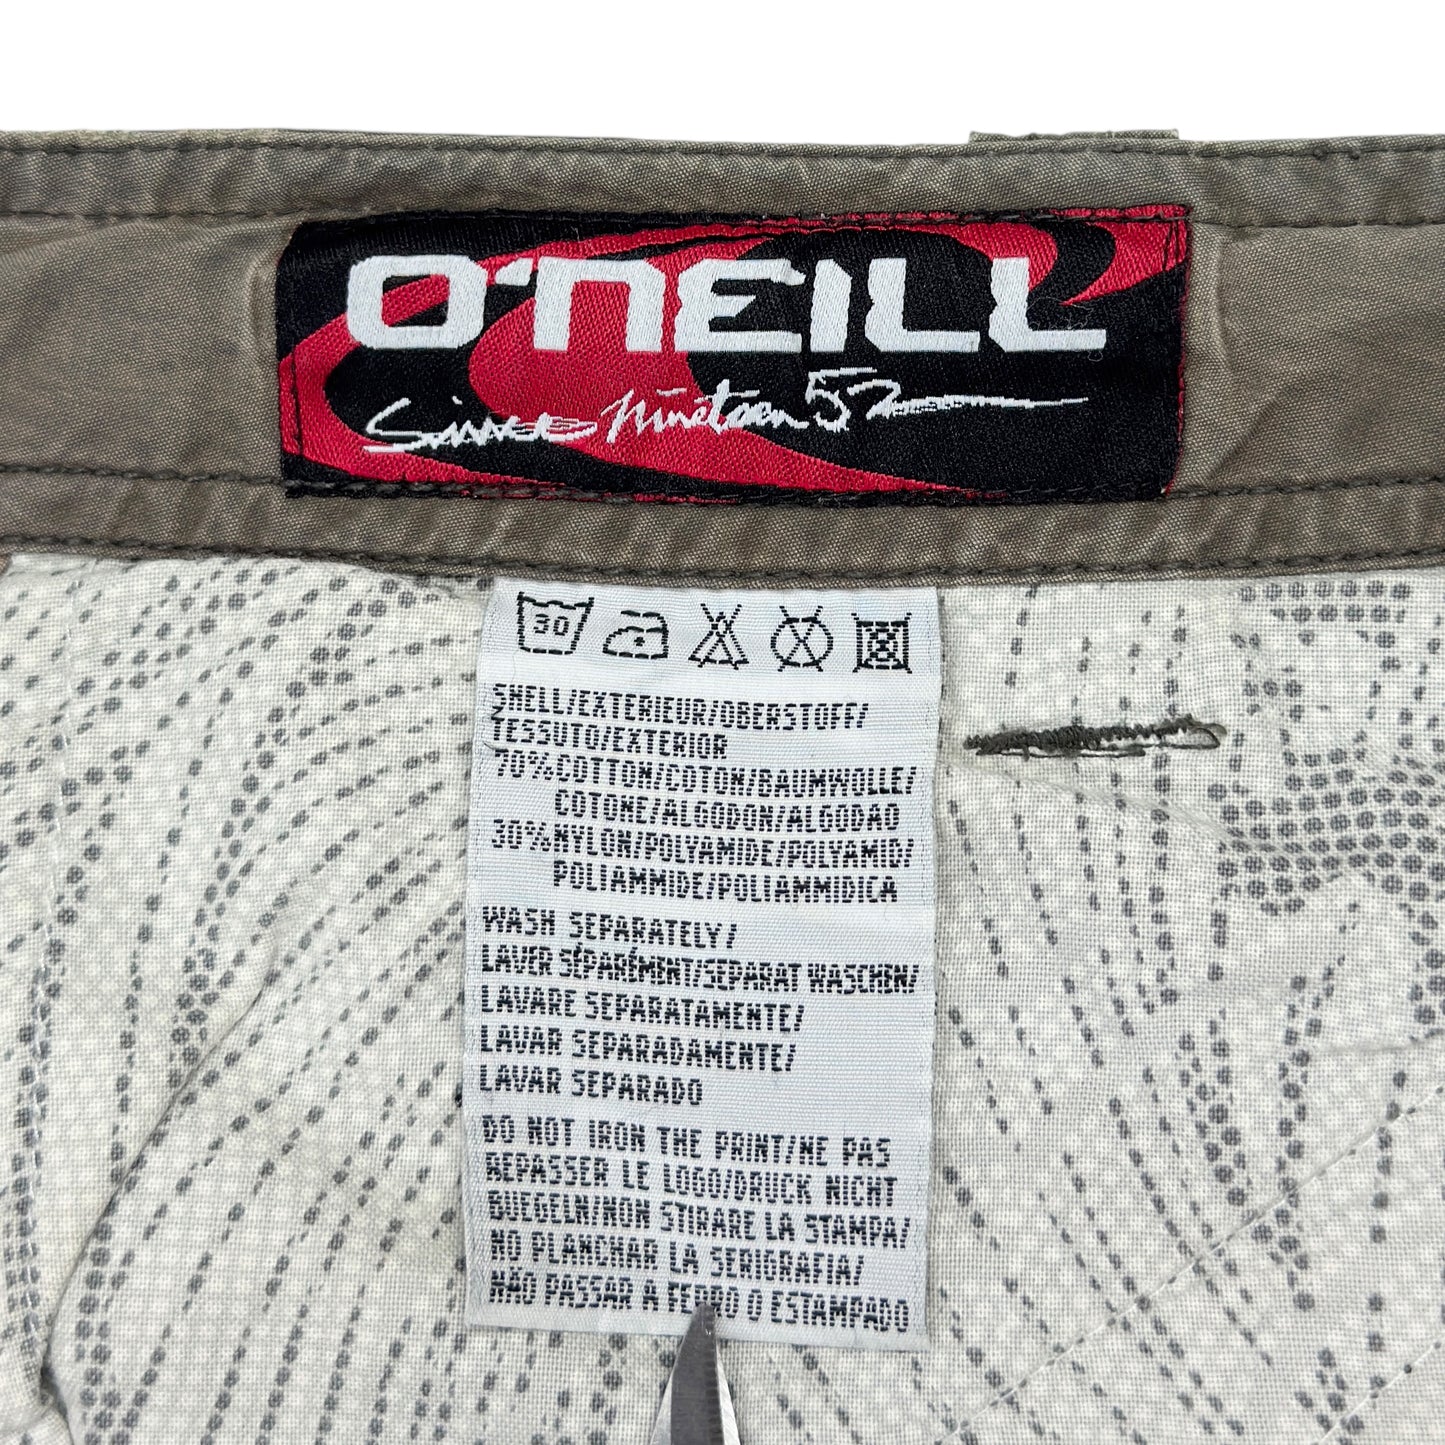 O'NEILL
Since Nineteen 52
30
SHELL/EXTERIEUR/OBERSTOFF/
TESSUTO/EXTERIOR
70% COTTON/COTON/BAUMWOLLE/
COTONE/ALGODON/ALGODAO
30% NYLON/POLYAMIDE/POLYAMID/
POLIAMMIDE/POLIAMMIDICA
WASH SEPARATELY/
LAVER SÉPARÉMENT/SEPARAT WASCHEN/
LAVARE SEPARATAMENTE/
LAVAR SEPARADAMENTE/
LAVAR SEPARADO
DO NOT IRON THE PRINT/NE PAS
REPASSER LE LOGO/DRUCK NICHT
BUEGELN/NON STIRARE LA STAMPA/
NO PLANCHAR LA SERIGRAFIA/
NÃO PASSAR A FERRO O ESTAMPADO